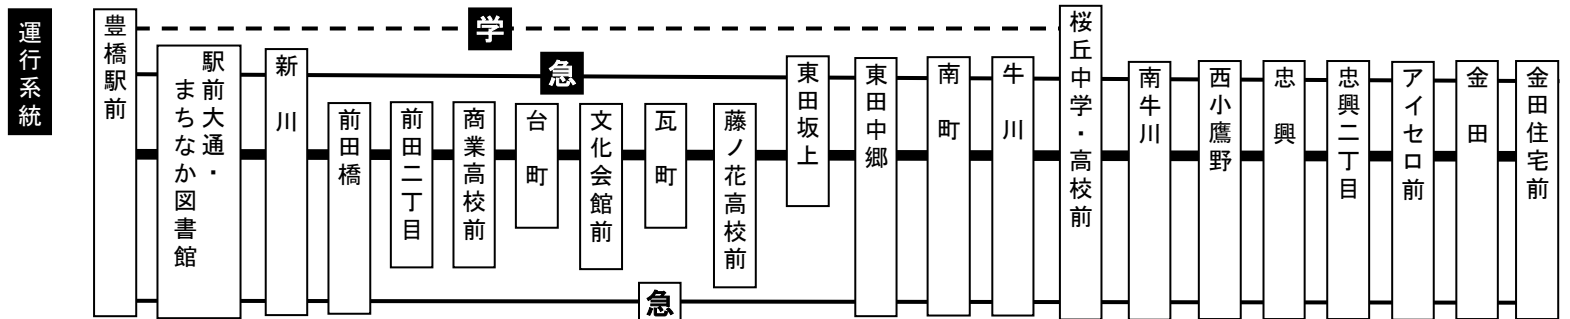 運行系統
豊橋駅前
学
駅前大通・
まちなか図書館
新川
急
前田橋
前田二丁目
商業高校前
台町
文化会館前
瓦町
藤ノ花高校前
東田坂上
東田中郷
南町
牛川
桜丘中学・高校前
南牛川
西小鷹野
忠興
忠興二丁目
アイセロ前
金田
金田住宅前
急